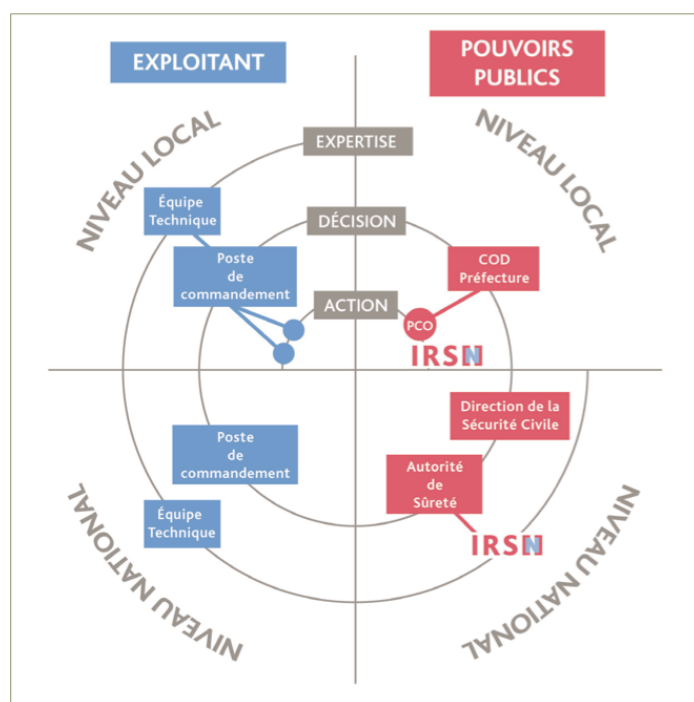 EXPLOITANT
POUVOIRS
PUBLICS
NIVEAU LOCAL
NIVEAU LOCAL
EXPERTISE
Équipe
Technique
DÉCISION
Poste
de
commandement
COD
Préfecture
ACTION
PCO
IRSN
Direction de la
Sécurité Civile
Poste
de
commandement
Autorité
de
Sûreté
Équipe
Technique
IRSN
NIVEAU NATIONAL
NIVEAU NATIONAL